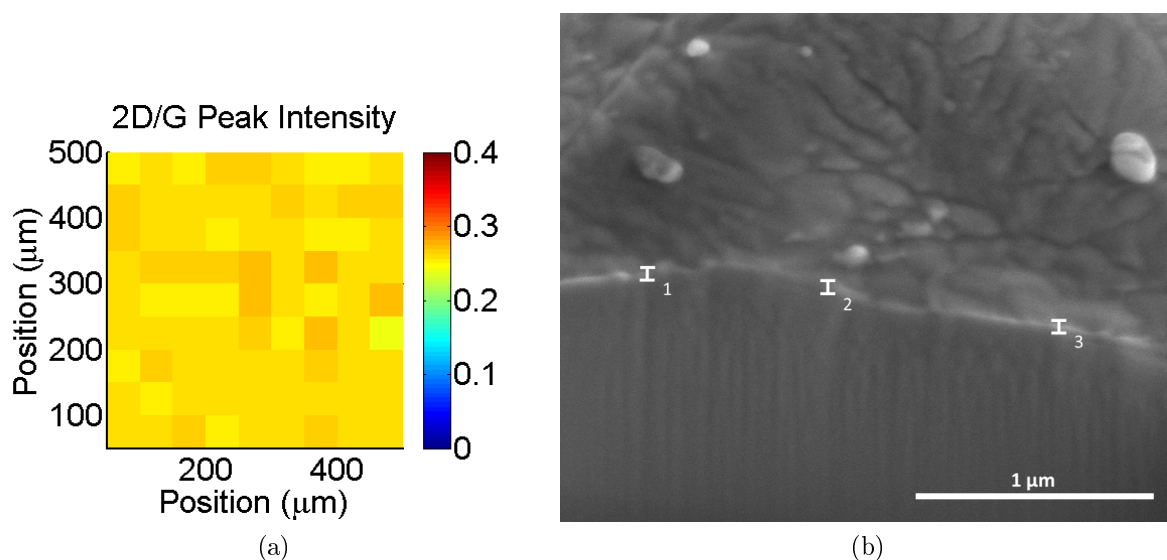 2D/G Peak Intensity
500
400
300
200
100
Position (μm)
200
400
Position (μm)
0.4
0.3
0.2
0.1
0
(a)
1
2
3
1 μm
(b)